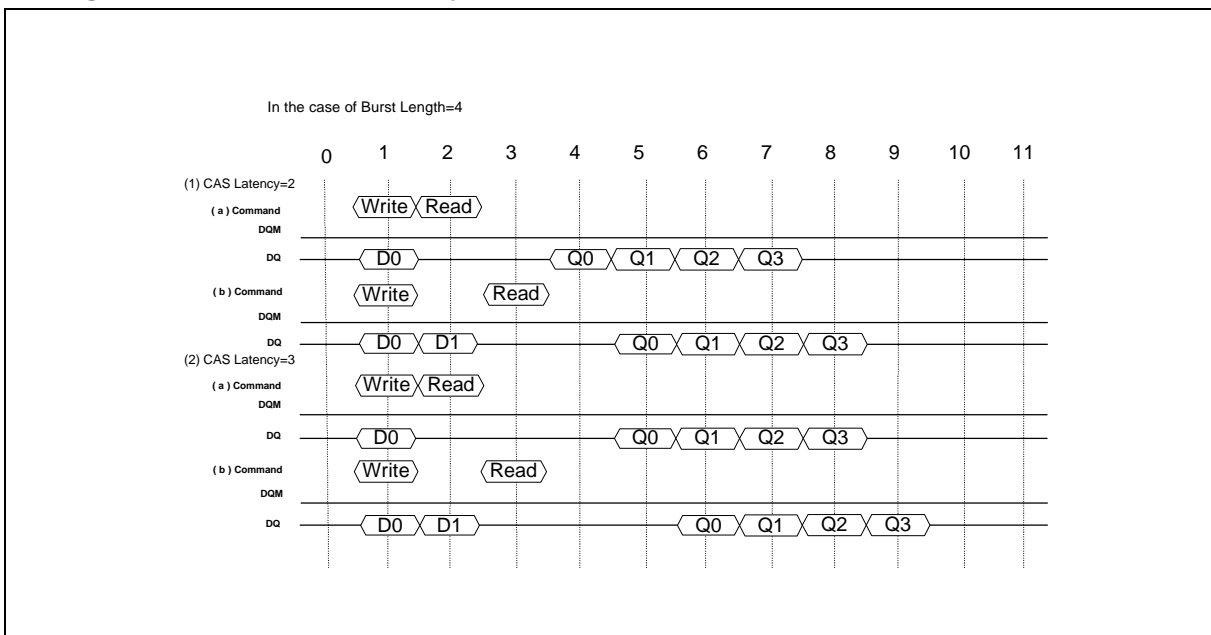 In the case of Burst Length=4
0 1 2 3 4 5 6 7 8 9 10 11
(1) CAS Latency=2
( a ) Command Write Read
DQM
DQ D0 Q0 Q1 Q2 Q3
( b ) Command Write Read
DQM
DQ D0 D1 Q0 Q1 Q2 Q3
(2) CAS Latency=3
( a ) Command Write Read
DQM
DQ D0 Q0 Q1 Q2 Q3
( b ) Command Write Read
DQM
DQ D0 D1 Q0 Q1 Q2 Q3